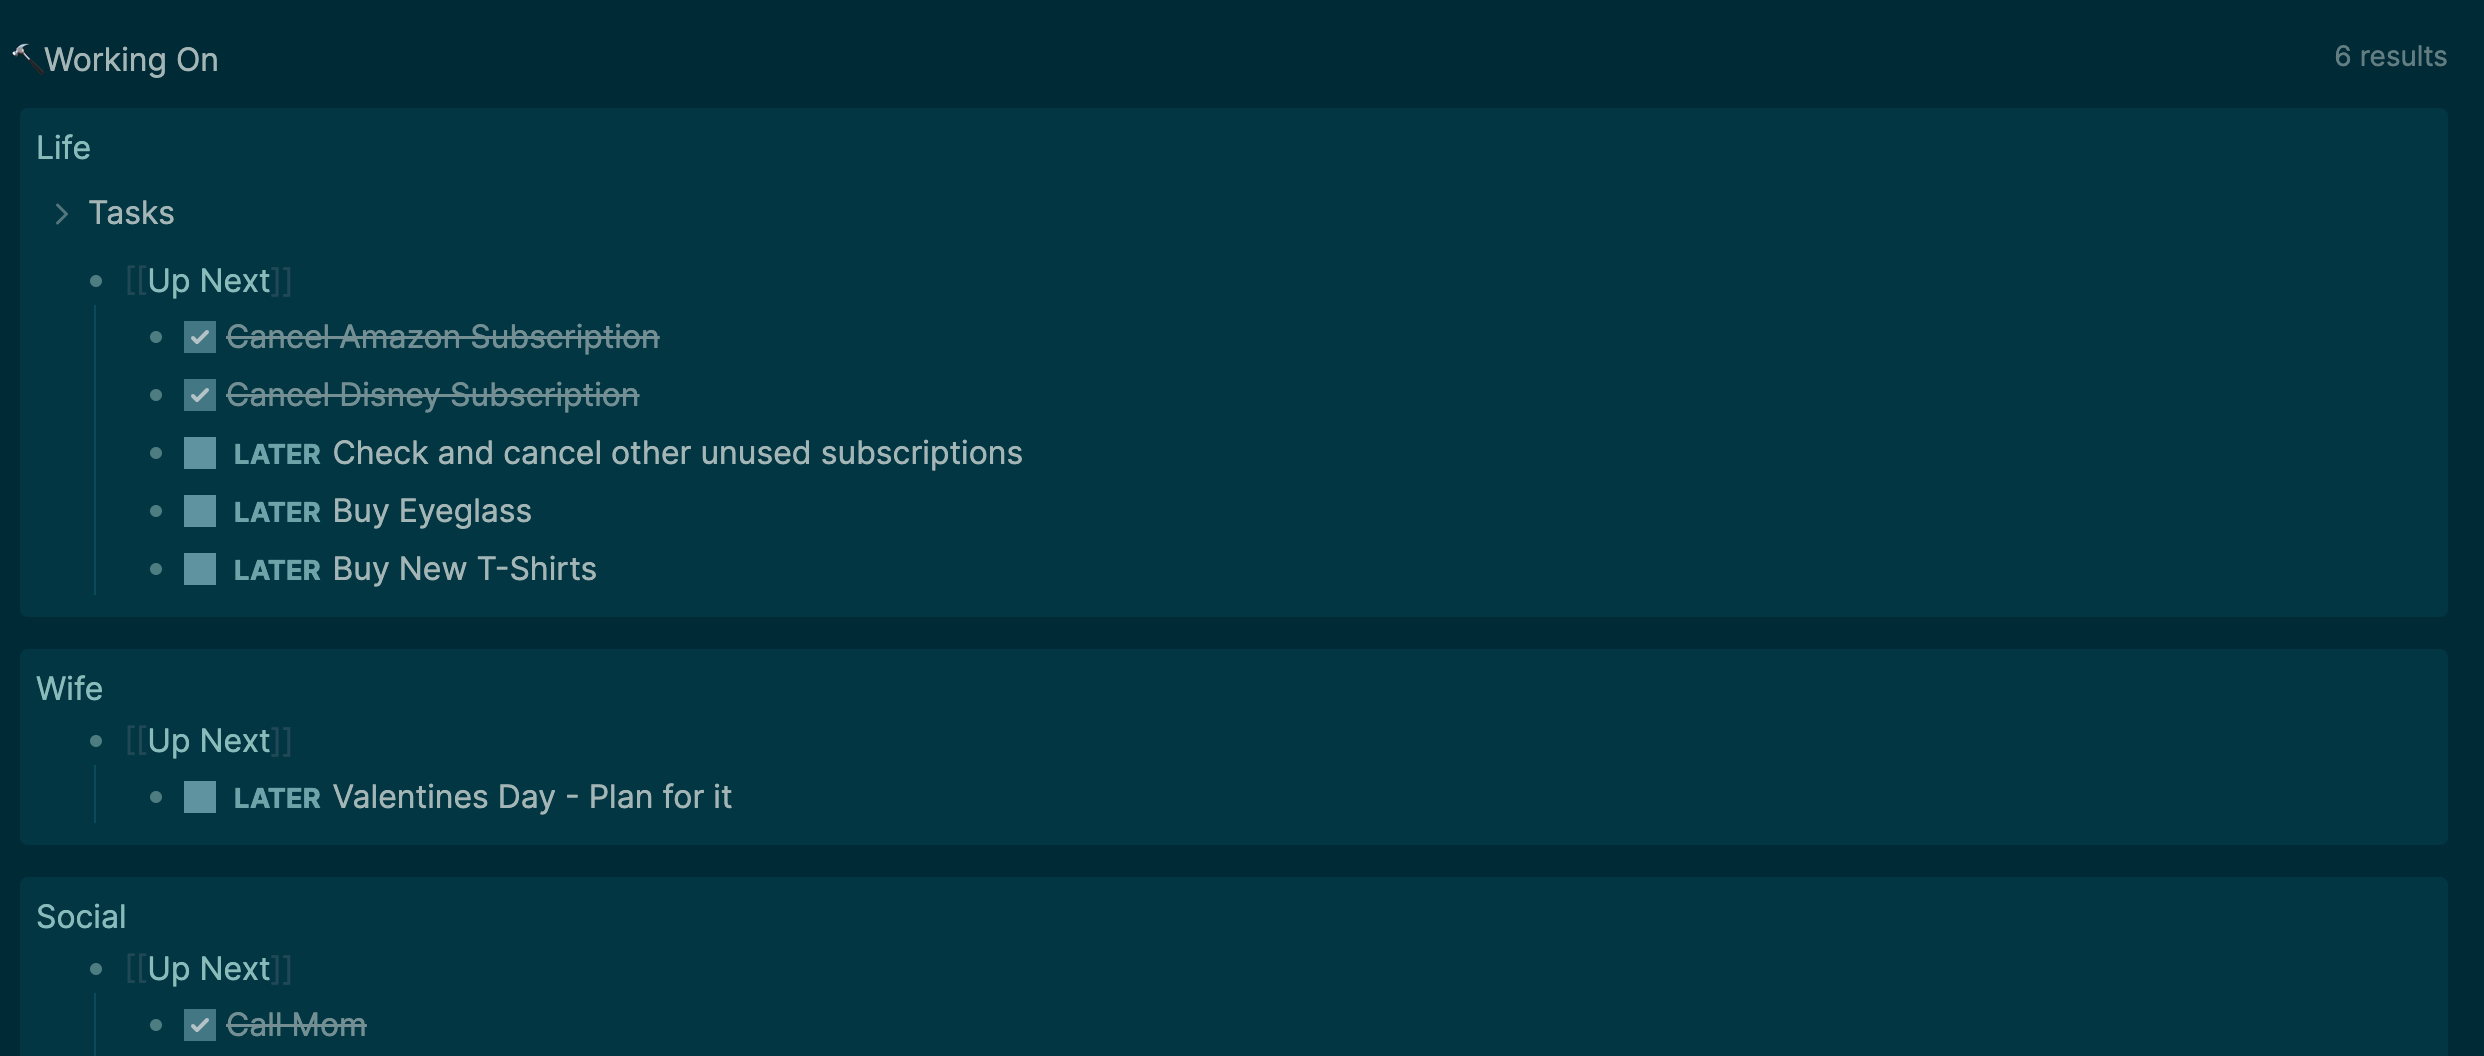 🔨Working On
6 results
Life
Tasks
[[Up Next]]
Cancel Amazon Subscription
Cancel Disney Subscription
LATER Check and cancel other unused subscriptions
LATER Buy Eyeglass
LATER Buy New T-Shirts
Wife
[[Up Next]]
LATER Valentines Day - Plan for it
Social
[[Up Next]]
Call Mom